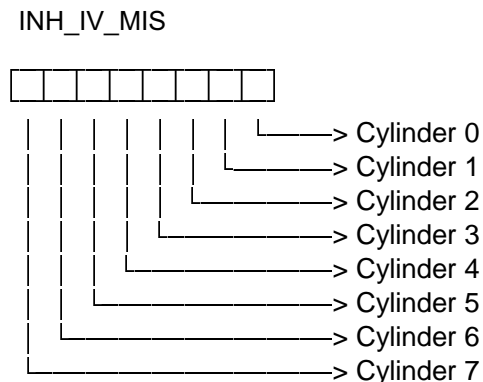 INH_IV_MIS
> Cylinder 0
> Cylinder 1
> Cylinder 2
> Cylinder 3
> Cylinder 4
> Cylinder 5
> Cylinder 6
> Cylinder 7